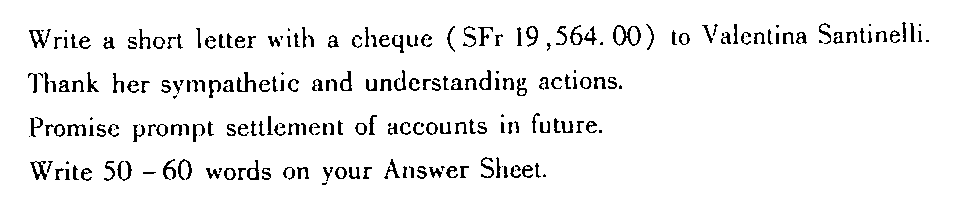 Write a short letter with a cheque (SFr 19,564.00) to Valentina Santinelli.
Thank her sympathetic and understanding actions.
Promise prompt settlement of accounts in future.
Write 50 – 60 words on your Answer Sheet.